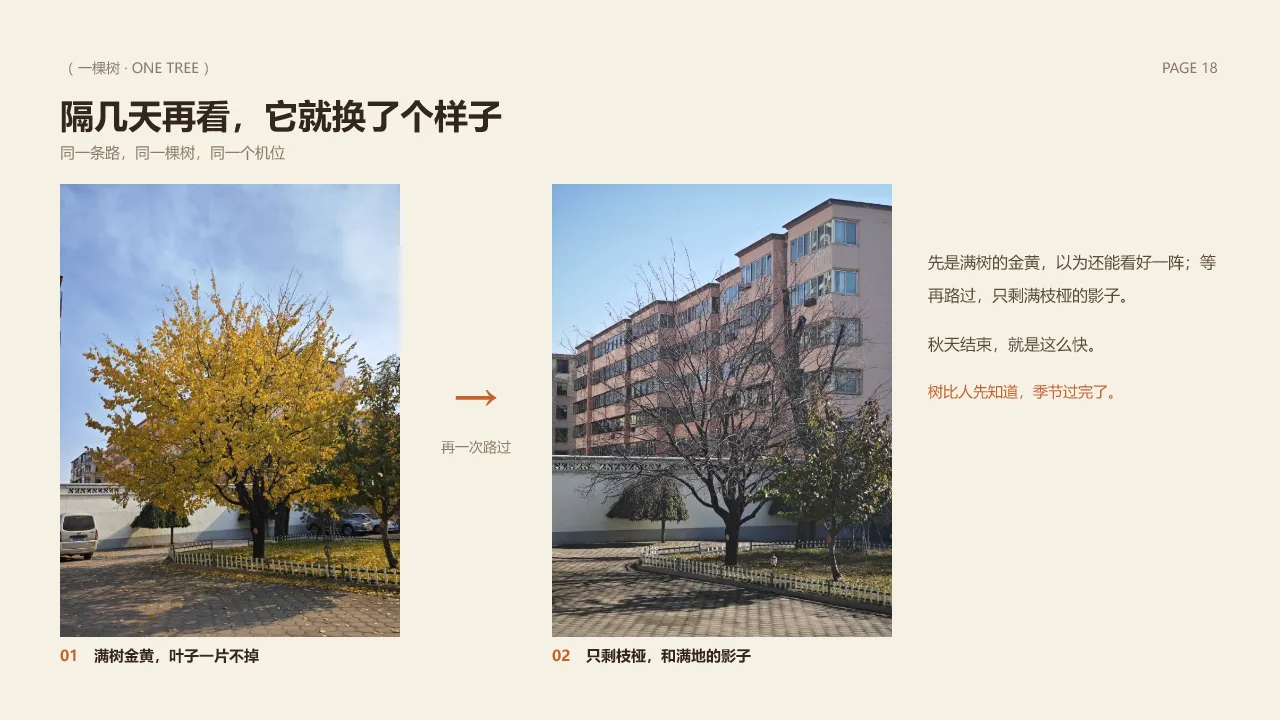 （一棵树 · ONE TREE ）
PAGE 18
隔几天再看，它就换了个样子
同一条路，同一棵树，同一个机位
→
再一次路过
先是满树的金黄，以为还能看好一阵；等
再路过，只剩满枝桠的影子。
秋天结束，就是这么快。
树比人先知道，季节过完了。
01 满树金黄，叶子一片不掉
02 只剩枝桠，和满地的影子